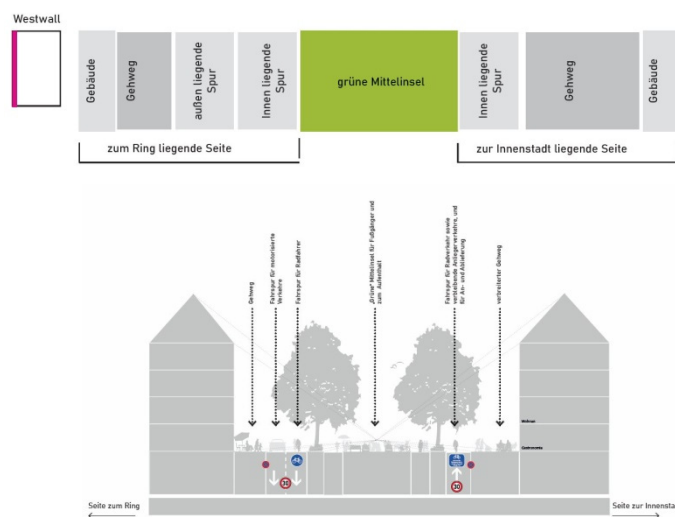 Westwall
Gebäude
Gehweg
außen liegende
Spur
Innen liegende
Spur
grüne Mittelinsel
Innen liegende
Spur
Gehweg
Gebäude
zum Ring liegende Seite
zur Innenstadt liegende Seite
Gehweg
Fahrspur für motorisierte
Verkehre
Fahrspur für Radfahrer
„Grüne“ Mittelinsel für Fußgänger und
zum Aufenthalt
Fahrspur für Radverkehr sowie
verbleibende Anliegerverkehre, und
für An- und Ablieferung
verbreiterter Gehweg
Wohnen
Gastronomie
30
30
Seite zum Ring
Seite zur Innensta